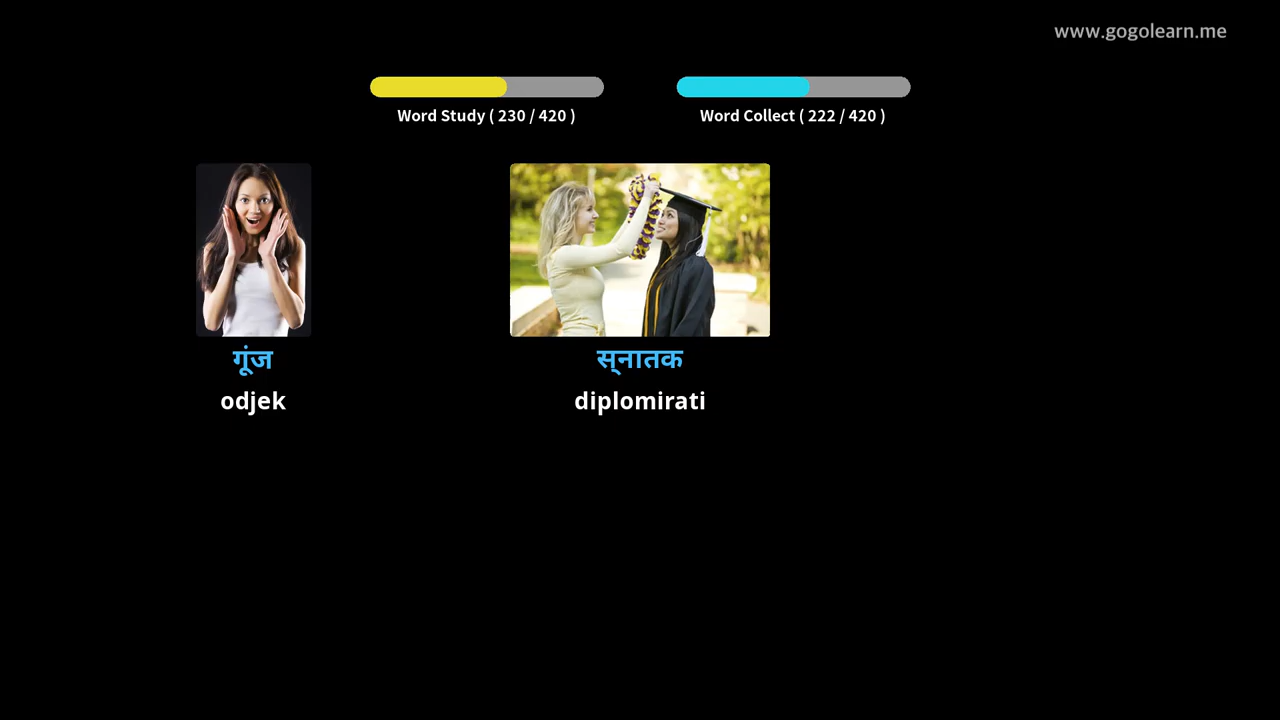 www.gogolearn.me
Word Study ( 230 / 420 )
Word Collect ( 222 / 420 )
गूंज
odjek
स्नातक
diplomirati